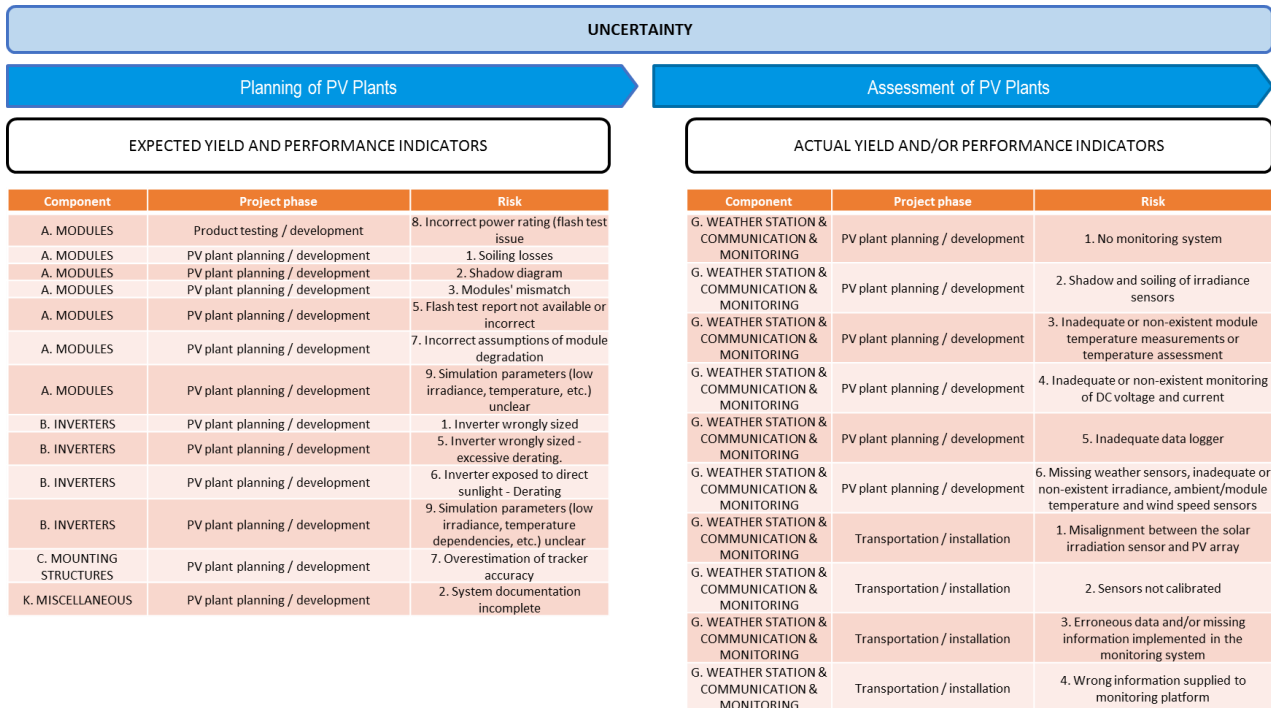 UNCERTAINTY
Planning of PV Plants
Assessment of PV Plants
EXPECTED YIELD AND PERFORMANCE INDICATORS
ACTUAL YIELD AND/OR PERFORMANCE INDICATORS
Component Project phase Risk
A. MODULES Product testing / development 8. Incorrect power rating (flash test
issue
A. MODULES PV plant planning / development 1. Soiling losses
A. MODULES PV plant planning / development 2. Shadow diagram
A. MODULES PV plant planning / development 3. Modules' mismatch
A. MODULES PV plant planning / development 5. Flash test report not available or
incorrect
A. MODULES PV plant planning / development 7. Incorrect assumptions of module
degradation
A. MODULES PV plant planning / development 9. Simulation parameters (low
irradiance, temperature, etc.)
unclear
B. INVERTERS PV plant planning / development 1. Inverter wrongly sized
B. INVERTERS PV plant planning / development 5. Inverter wrongly sized -
excessive derating.
B. INVERTERS PV plant planning / development 6. Inverter exposed to direct
sunlight - Derating
B. INVERTERS PV plant planning / development 9. Simulation parameters (low
irradiance, temperature
dependencies, etc.) unclear
C. MOUNTING
STRUCTURES PV plant planning / development 7. Overestimation of tracker
accuracy
K. MISCELLANEOUS PV plant planning / development 2. System documentation
incomplete
Component Project phase Risk
G. WEATHER STATION &
COMMUNICATION & PV plant planning / development 1. No monitoring system
MONITORING
G. WEATHER STATION &
COMMUNICATION & PV plant planning / development 2. Shadow and soiling of irradiance
MONITORING sensors
G. WEATHER STATION & 3. Inadequate or non-existent module
COMMUNICATION & PV plant planning / development temperature measurements or
MONITORING temperature assessment
G. WEATHER STATION &
COMMUNICATION & PV plant planning / development 4. Inadequate or non-existent monitoring
MONITORING of DC voltage and current
G. WEATHER STATION &
COMMUNICATION & PV plant planning / development 5. Inadequate data logger
MONITORING
G. WEATHER STATION & 6. Missing weather sensors, inadequate or
COMMUNICATION & PV plant planning / development non-existent irradiance, ambient/module
MONITORING temperature and wind speed sensors
G. WEATHER STATION &
COMMUNICATION & Transportation / installation 1. Misalignment between the solar
MONITORING irradiation sensor and PV array
G. WEATHER STATION &
COMMUNICATION & Transportation / installation 2. Sensors not calibrated
MONITORING
G. WEATHER STATION & 3. Erroneous data and/or missing
COMMUNICATION & Transportation / installation information implemented in the
MONITORING monitoring system
G. WEATHER STATION &
COMMUNICATION & Transportation / installation 4. Wrong information supplied to
MONITORING monitoring platform